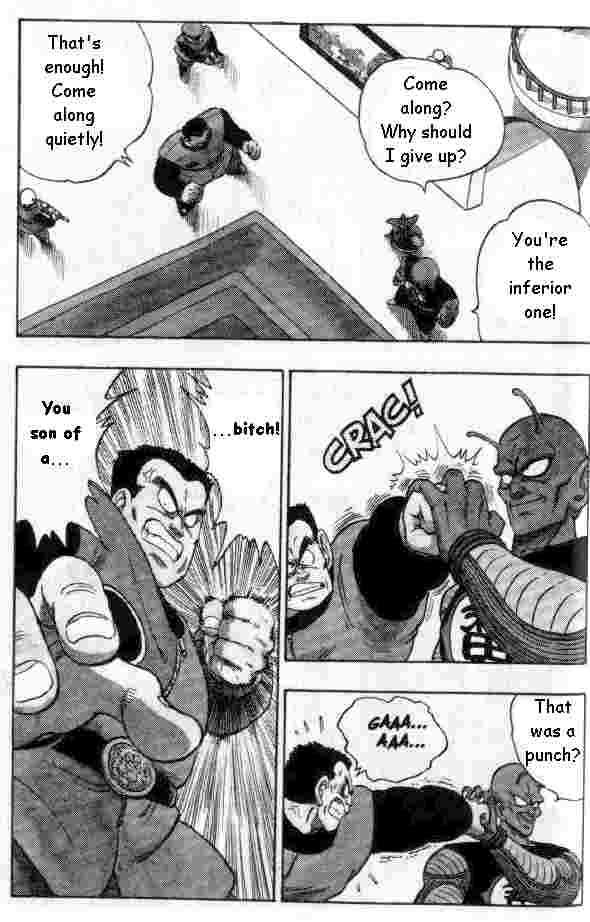 That's
enough!
Come
along
quietly!
Come
along?
Why should
I give up?
You're
the
inferior
one!
You
son of
a...
...bitch!
CRAC!
GAAA...
AAA...
That
was a
punch?